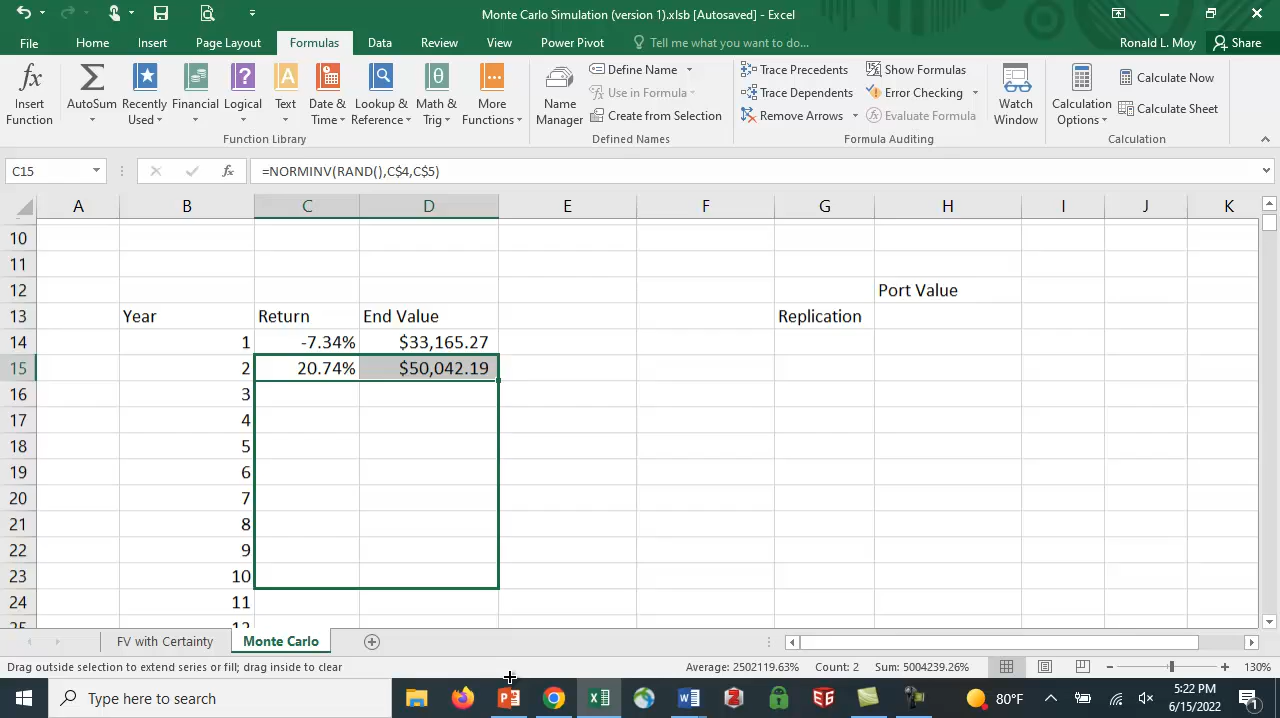 Monte Carlo Simulation (version 1).xlsb [Autosaved] - Excel
File Home Insert Page Layout Formulas Data Review View Power Pivot Tell me what you want to do... Ronald L. Moy Share
fx Σ ? A θ
Insert Function
AutoSum
Recently Used
Financial
Logical
Text
Date & Time
Lookup & Reference
Math & Trig
More Functions
Function Library
Name Manager
Define Name
Use in Formula
Create from Selection
Defined Names
Trace Precedents
Trace Dependents
Remove Arrows
Show Formulas
Error Checking
Evaluate Formula
Formula Auditing
Watch Window
Calculation Options
Calculate Now
Calculate Sheet
Calculation
C15 fx =NORMINV(RAND(),C$4,C$5)
A B C D E F G H I J K
10
11
12 Port Value
13 Year Return End Value Replication
14 1 -7.34% $33,165.27
15 2 20.74% $50,042.19
16 3
17 4
18 5
19 6
20 7
21 8
22 9
23 10
24 11
25 12
FV with Certainty Monte Carlo
Drag outside selection to extend series or fill; drag inside to clear Average: 2502119.63% Count: 2 Sum: 5004239.26% 130%
Type here to search 80°F 5:22 PM
6/15/2022